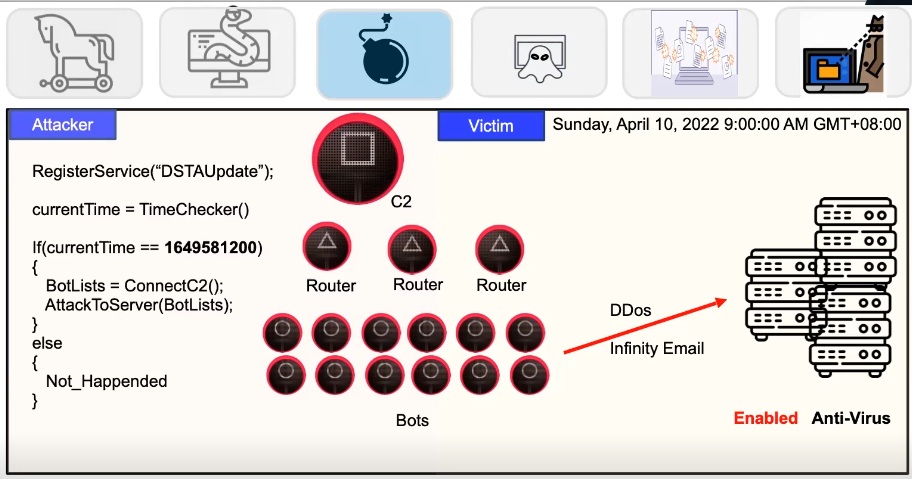 Attacker
Victim
Sunday, April 10, 2022 9:00:00 AM GMT+08:00
RegisterService(“DSTAUpdate”);
currentTime = TimeChecker()
If(currentTime == 1649581200)
{
BotLists = ConnectC2();
AttackToServer(BotLists);
}
else
{
Not_Happended
}
C2
Router
Router
Router
Bots
DDos
Infinity Email
Enabled Anti-Virus